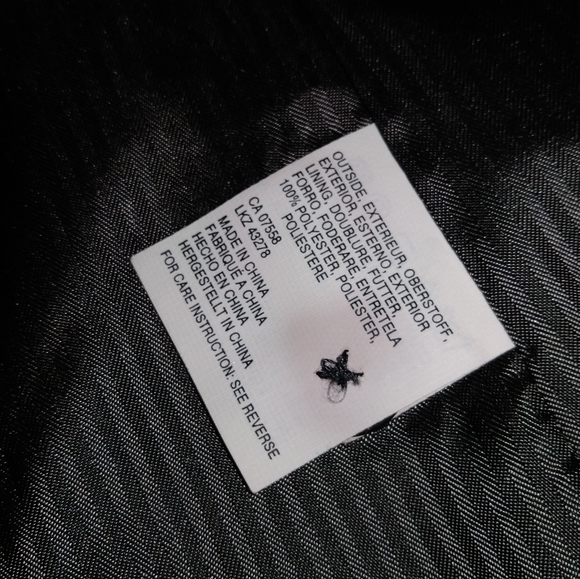 OUTSIDE, EXTERIEUR, OBERSTOFF,
EXTERIOR, ESTERNO, EXTERIOR
LINING, DOUBLURE, FUTTER,
FORRO, FODERARE, ENTRETELA
100% POLYESTER, POLIESTER,
POLIESTERE
CA 07558
LKZ 43278
MADE IN CHINA
FABRIQUE A CHINA
HECHO EN CHINA
HERGESTELLT IN CHINA
FOR CARE INSTRUCTION: SEE REVERSE